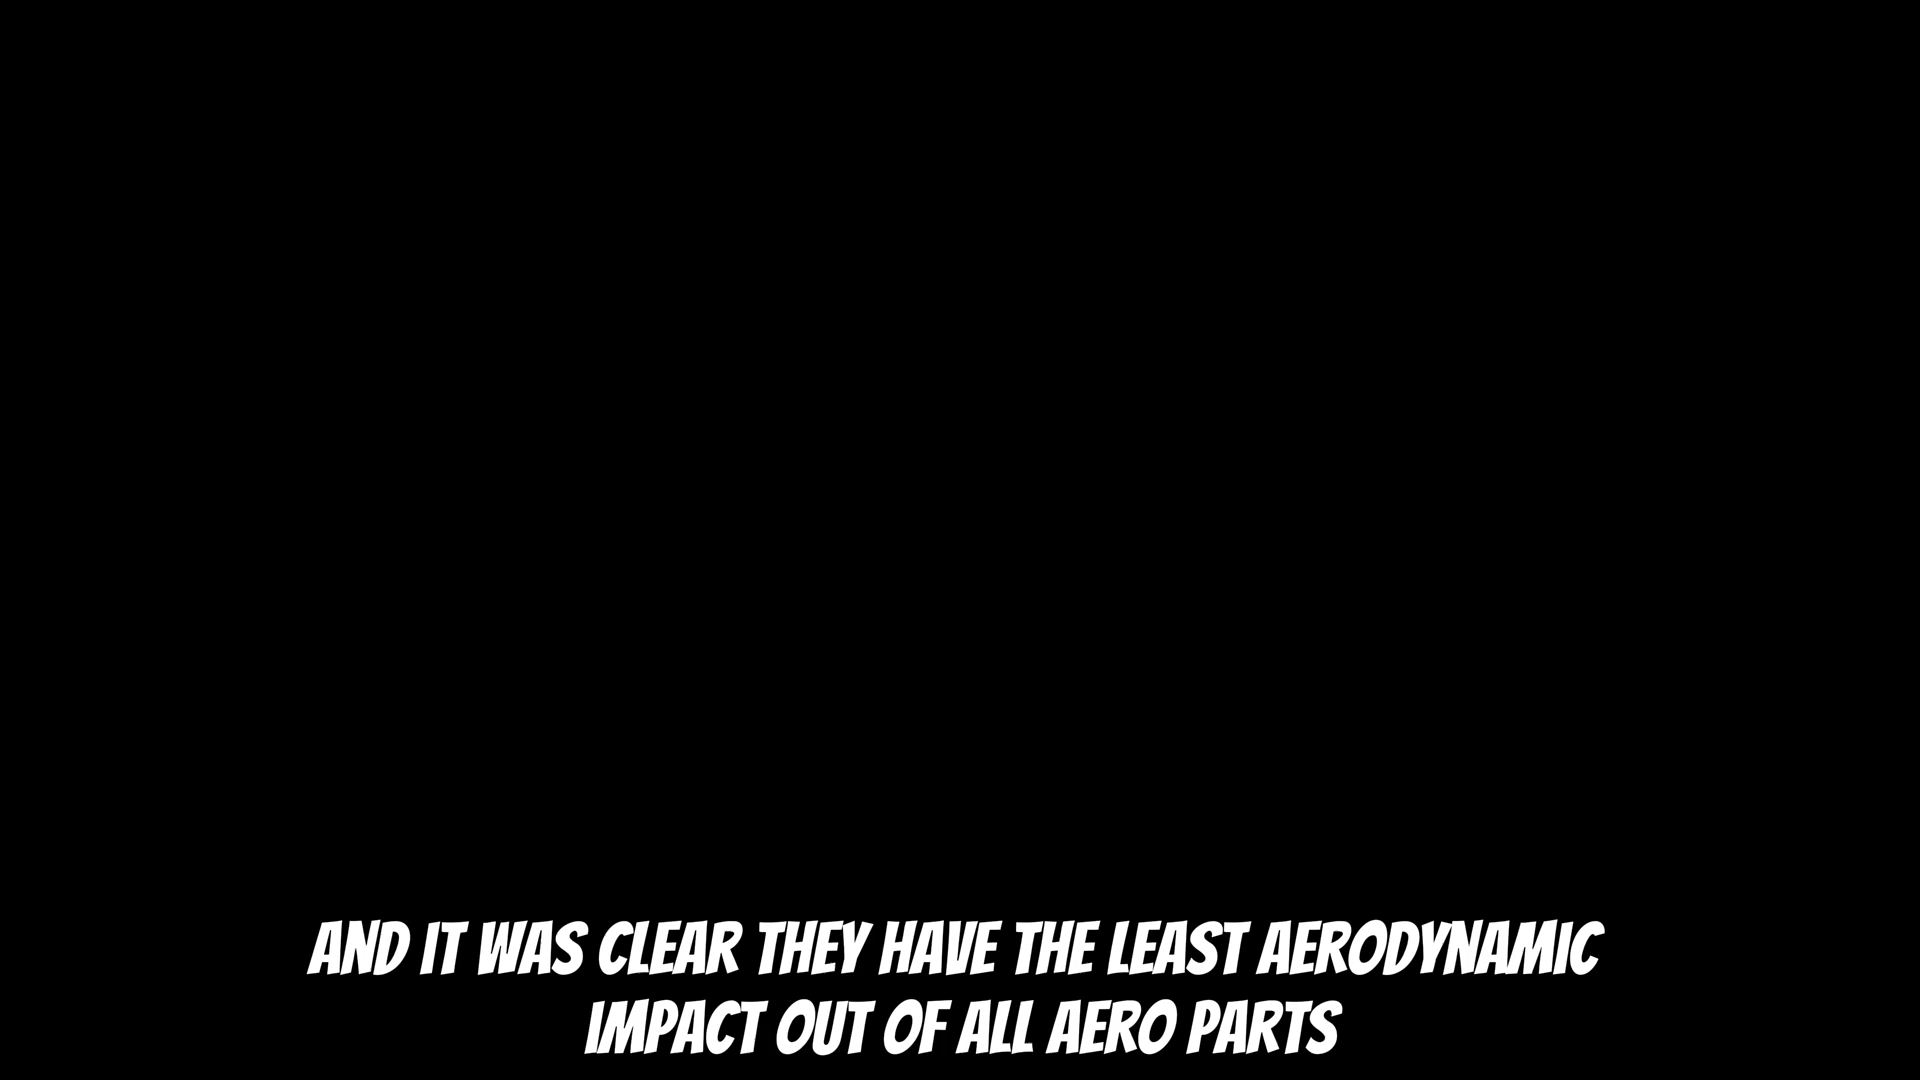 AND IT WAS CLEAR THEY HAVE THE LEAST AERODYNAMIC
IMPACT OUT OF ALL AERO PARTS